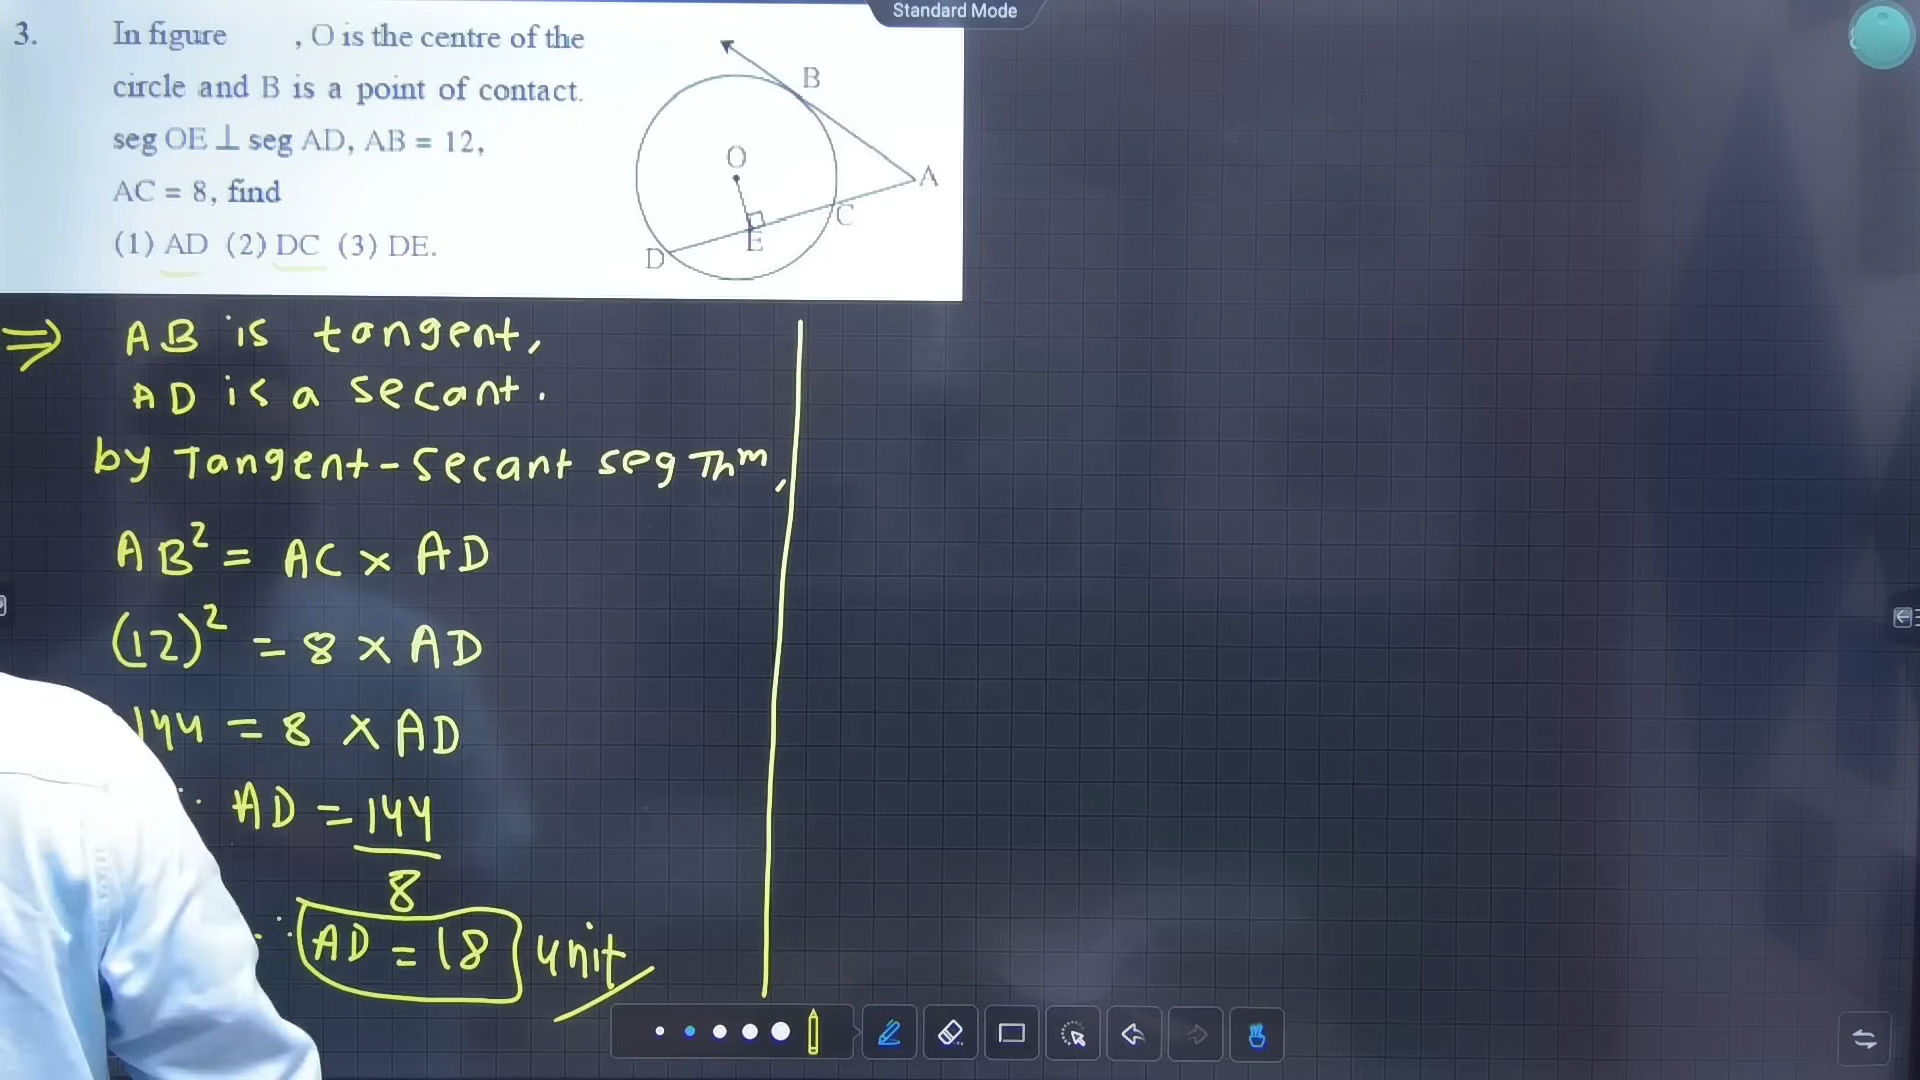 Standard Mode
3. In figure , O is the centre of the
circle and B is a point of contact.
seg OE ⊥ seg AD, AB = 12,
AC = 8, find
(1) AD (2) DC (3) DE.
B
O
A
C
E
D
⇒ AB is tangent,
AD is a secant.
by Tangent-Secant seg Thm,
AB² = AC × AD
(12)² = 8 × AD
144 = 8 × AD
AD = 144/8
∴ AD = 18 unit